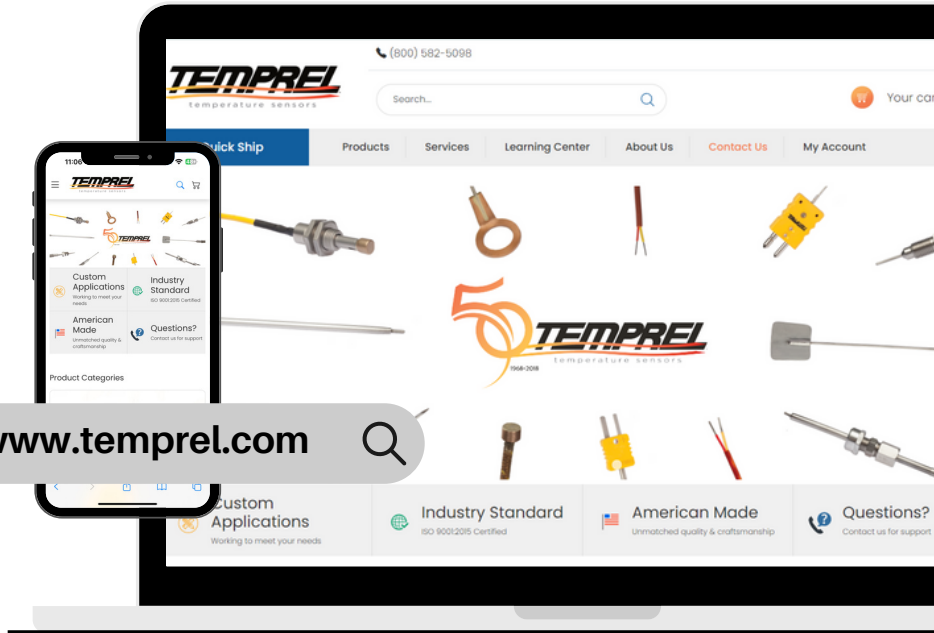 (800) 582-5098
TEMPREL
temperature sensors
Search...
Your car
Quick Ship
Products
Services
Learning Center
About Us
Contact Us
My Account
50
TEMPREL
temperature sensors
1968-2018
Custom
Applications
Working to meet your needs
Industry Standard
ISO 9001:2015 Certified
American Made
Unmatched quality & craftsmanship
Questions?
Contact us for support
11:06
TEMPREL
50
TEMPREL
Custom
Applications
Working to meet your
needs
Industry
Standard
ISO 9001:2015 Certified
American
Made
Unmatched quality &
craftsmanship
Questions?
Contact us for support
Product Categories
www.temprel.com